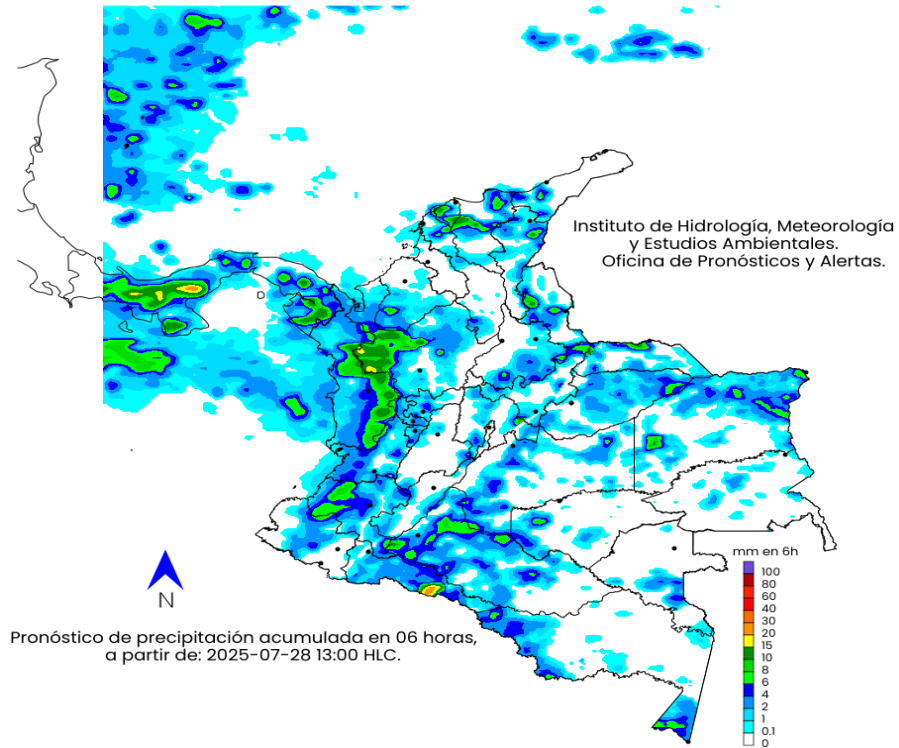 Instituto de Hidrología, Meteorología
y Estudios Ambientales.
Oficina de Pronósticos y Alertas.
mm en 6h
100
80
60
40
30
20
15
10
8
6
4
2
1
0.1
0
N
Pronóstico de precipitación acumulada en 06 horas,
a partir de: 2025-07-28 13:00 HLC.